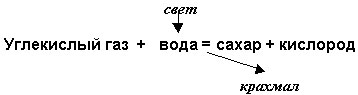 свет
Углекислый газ + вода = сахар + кислород
крахмал